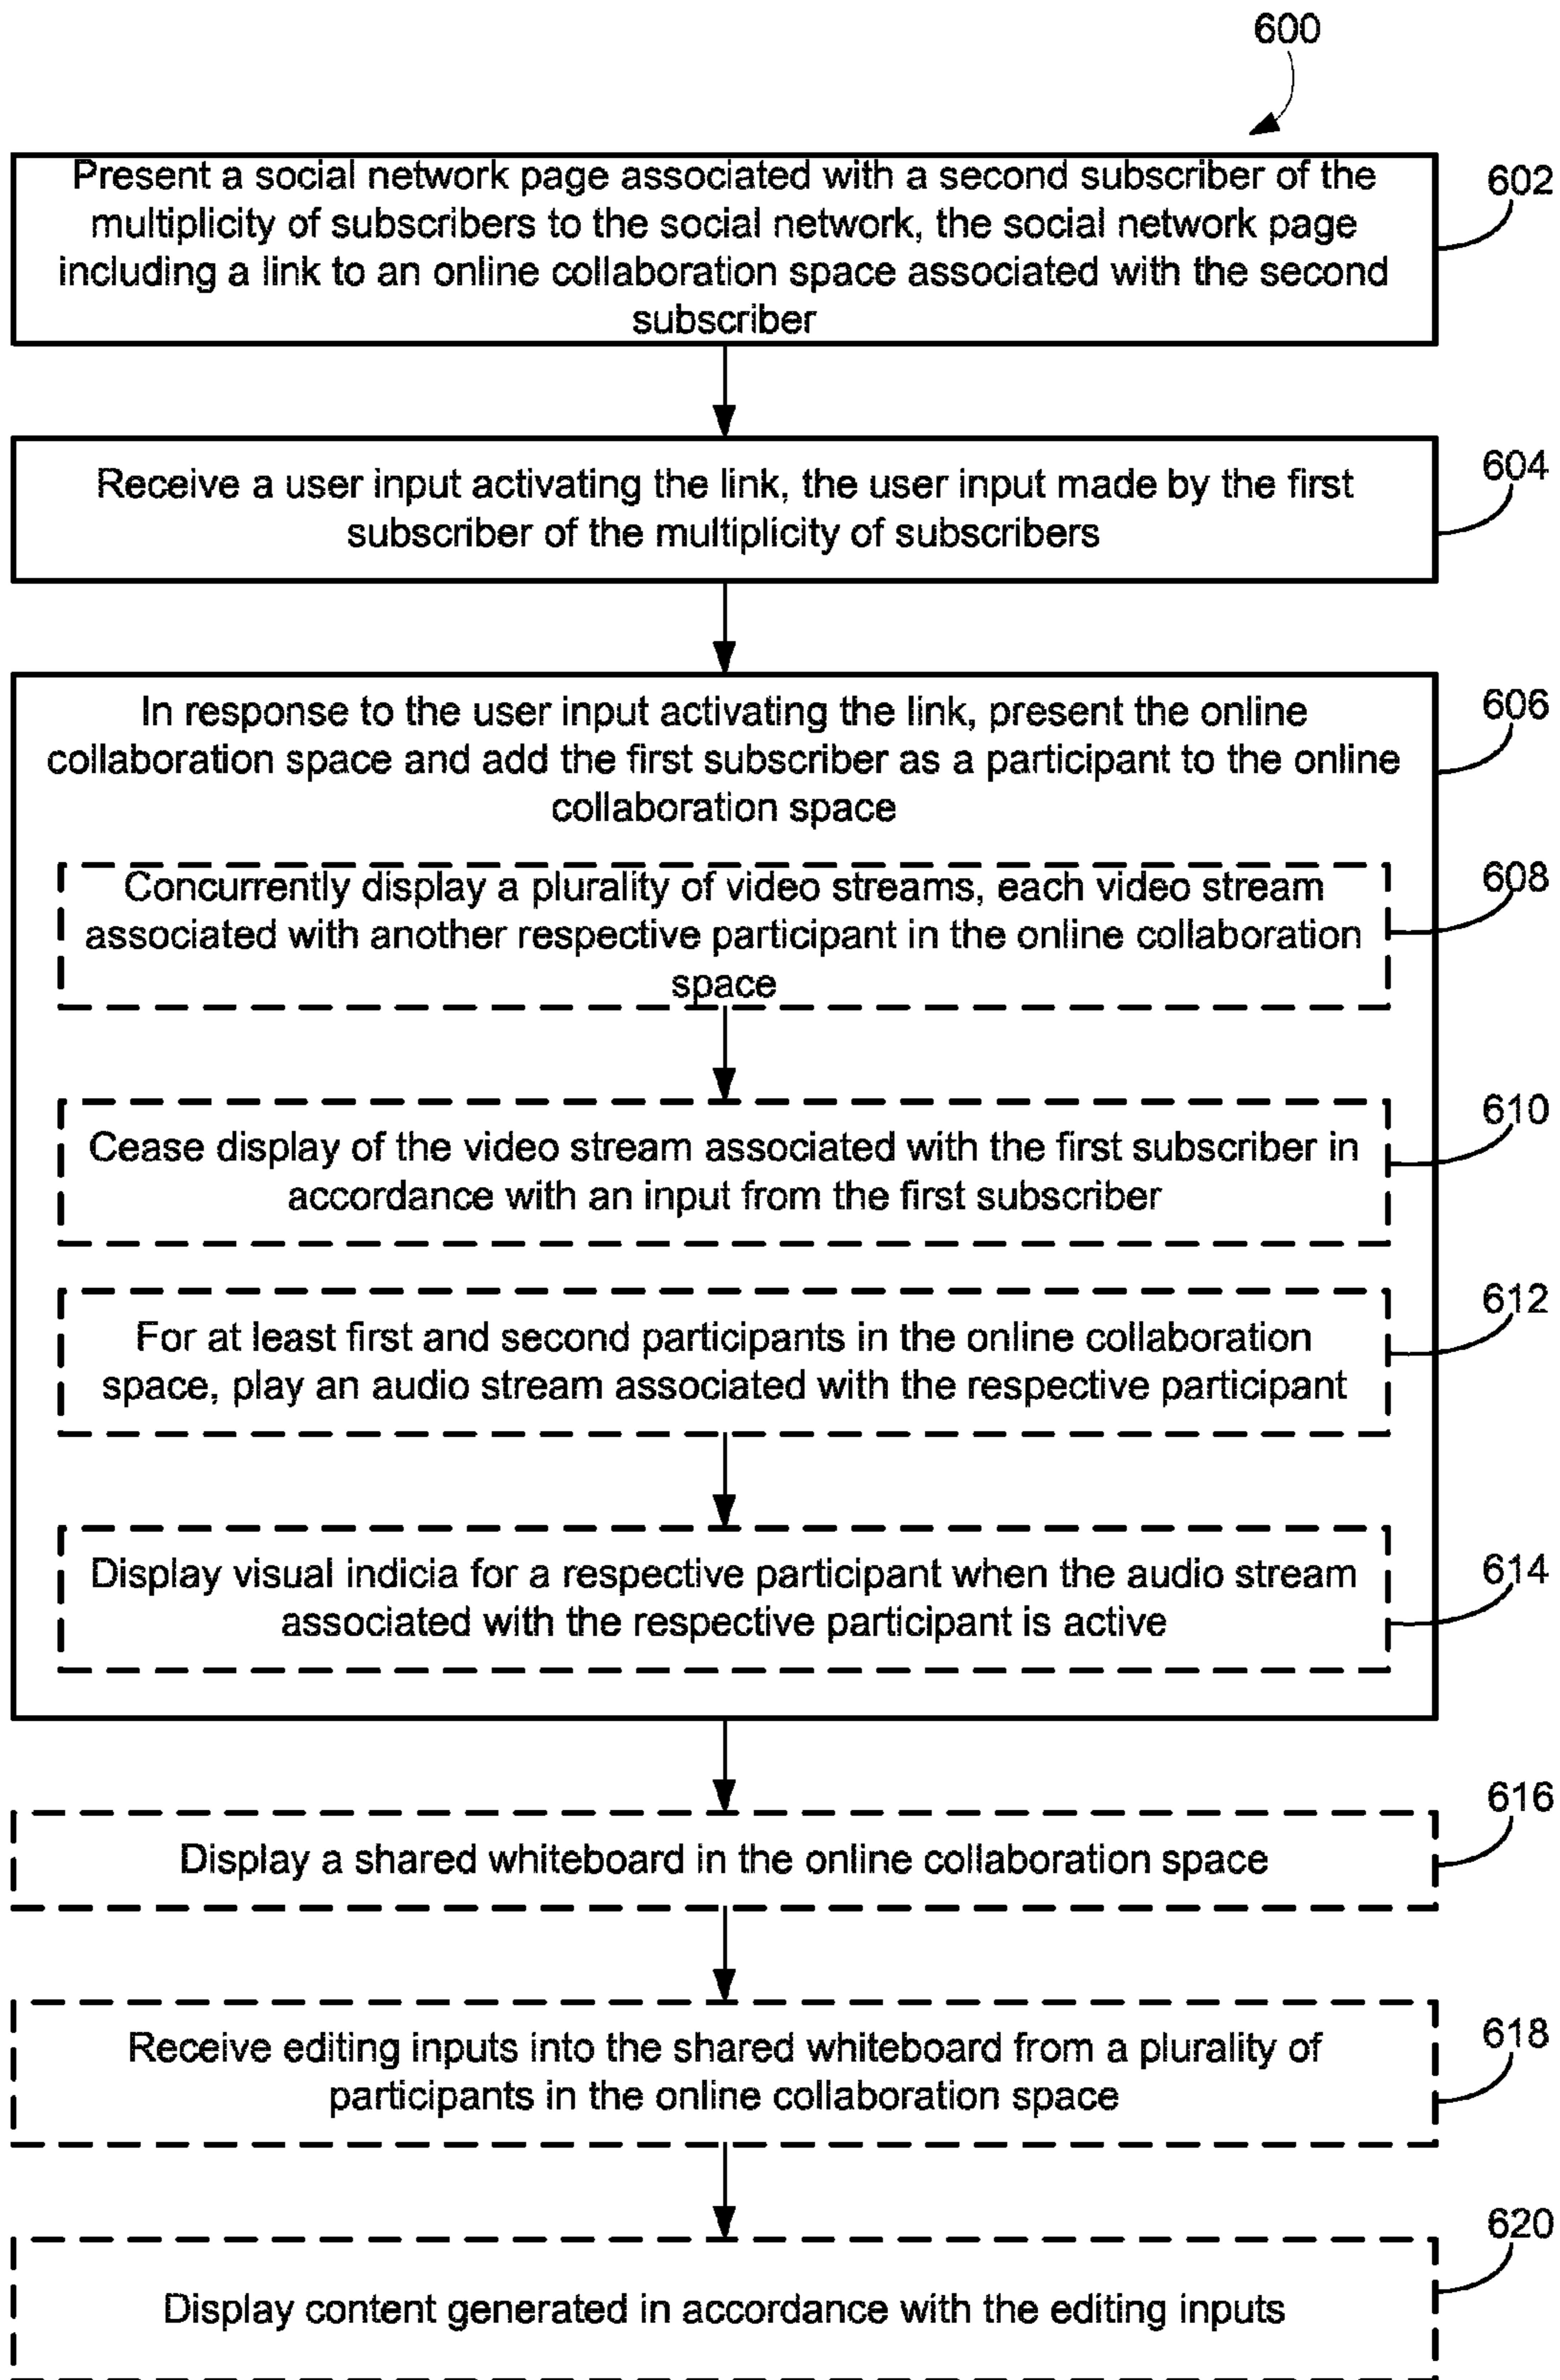 600
Present a social network page associated with a second subscriber of the
multiplicity of subscribers to the social network, the social network page
including a link to an online collaboration space associated with the second
subscriber
602
Receive a user input activating the link, the user input made by the first
subscriber of the multiplicity of subscribers
604
In response to the user input activating the link, present the online
collaboration space and add the first subscriber as a participant to the online
collaboration space
606
Concurrently display a plurality of video streams, each video stream
associated with another respective participant in the online collaboration
space
608
Cease display of the video stream associated with the first subscriber in
accordance with an input from the first subscriber
610
For at least first and second participants in the online collaboration
space, play an audio stream associated with the respective participant
612
Display visual indicia for a respective participant when the audio stream
associated with the respective participant is active
614
Display a shared whiteboard in the online collaboration space
616
Receive editing inputs into the shared whiteboard from a plurality of
participants in the online collaboration space
618
Display content generated in accordance with the editing inputs
620